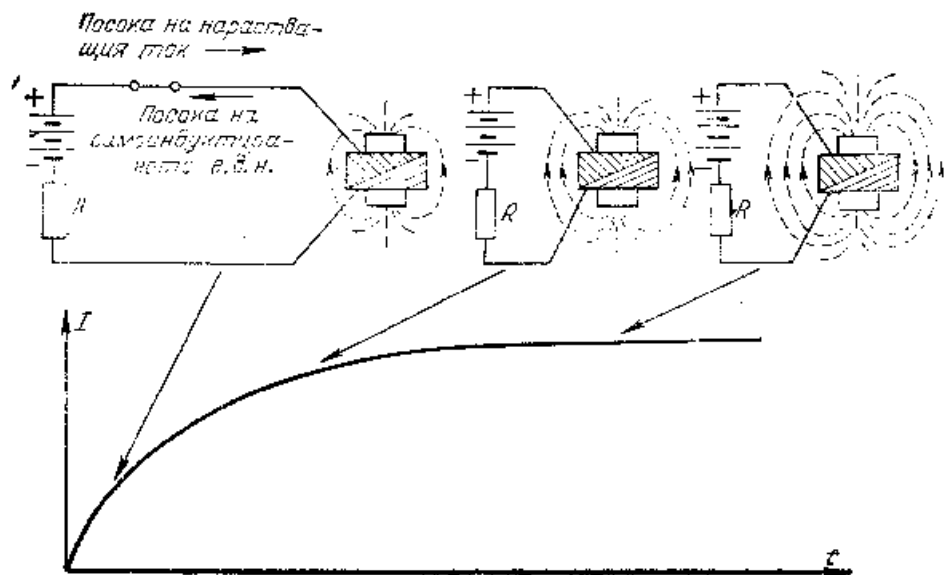 Посока на нараства-
щия ток
Посока на
самоиндуктира-
ното е.д.н.
+
-
R
+
-
R
+
-
R
I
t